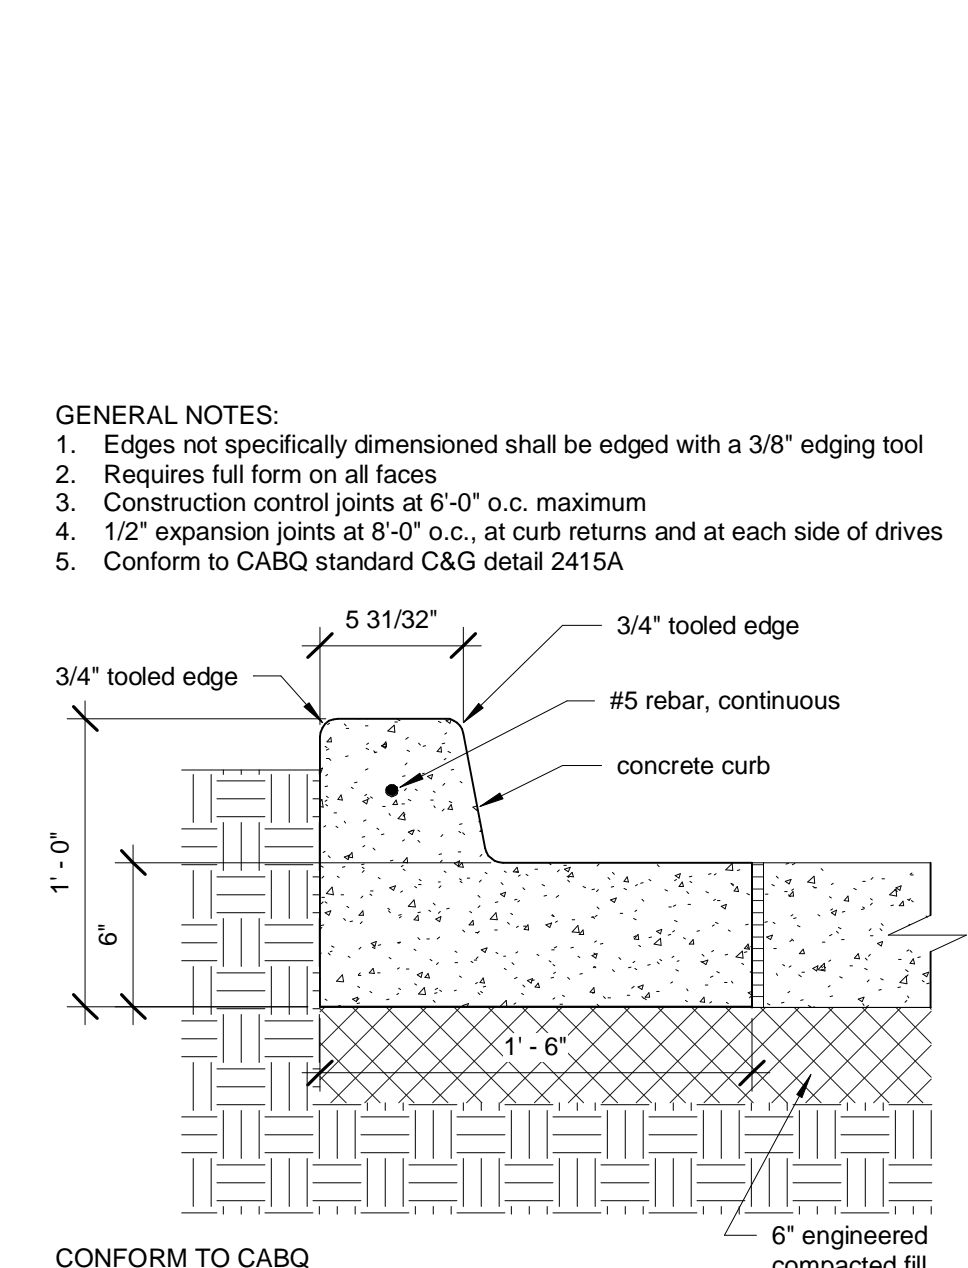 GENERAL NOTES:
1. Edges not specifically dimensioned shall be edged with a 3/8" edging tool
2. Requires full form on all faces
3. Construction control joints at 6'-0" o.c. maximum
4. 1/2" expansion joints at 8'-0" o.c., at curb returns and at each side of drives
5. Conform to CABQ standard C&G detail 2415A
5 31/32"
3/4" tooled edge
3/4" tooled edge
#5 rebar, continuous
concrete curb
1' - 0"
6"
1' - 6"
6" engineered
compacted fill
CONFORM TO CABQ